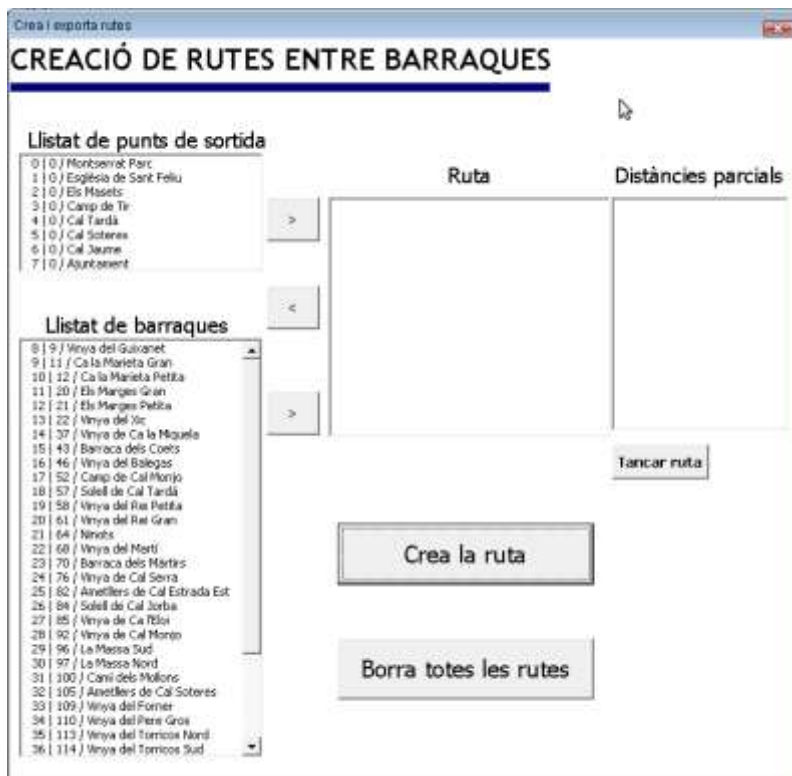 Crea i exporta rutes
CREACIÓ DE RUTES ENTRE BARRAQUES
Llistat de punts de sortida
0 | 0 / Montserrat Parc
1 | 0 / Església de Sant Feliu
2 | 0 / Els Masets
3 | 0 / Camp de Tir
4 | 0 / Cal Tardà
5 | 0 / Cal Soteres
6 | 0 / Cal Jaume
7 | 0 / Ajuntament
>
<
>
Ruta
Distàncies parcials
Llistat de barraques
8 | 9 / Vinya del Guixanet
9 | 11 / Ca la Marieta Gran
10 | 12 / Ca la Marieta Petita
11 | 20 / Els Marges Gran
12 | 21 / Els Marges Petita
13 | 22 / Vinya del Xic
14 | 37 / Vinya de Ca la Miquela
15 | 43 / Barraca dels Coets
16 | 46 / Vinya del Balegas
17 | 52 / Camp de Cal Monjo
18 | 57 / Solell de Cal Tardà
19 | 58 / Vinya del Rei Petita
20 | 61 / Vinya del Rei Gran
21 | 64 / Ninots
22 | 68 / Vinya del Martí
23 | 70 / Barraca dels Màrtirs
24 | 76 / Vinya de Cal Serra
25 | 82 / Ametllers de Cal Estrada Est
26 | 84 / Solell de Cal Jorba
27 | 85 / Vinya de Ca l'Eloi
28 | 92 / Vinya de Cal Monjo
29 | 96 / La Massa Sud
30 | 97 / La Massa Nord
31 | 100 / Camí dels Mollons
32 | 105 / Ametllers de Cal Soteres
33 | 109 / Vinya del Forner
34 | 110 / Vinya del Pere Gros
35 | 113 / Vinya del Torricos Nord
36 | 114 / Vinya del Torricos Sud
Tancar ruta
Crea la ruta
Borra totes les rutes